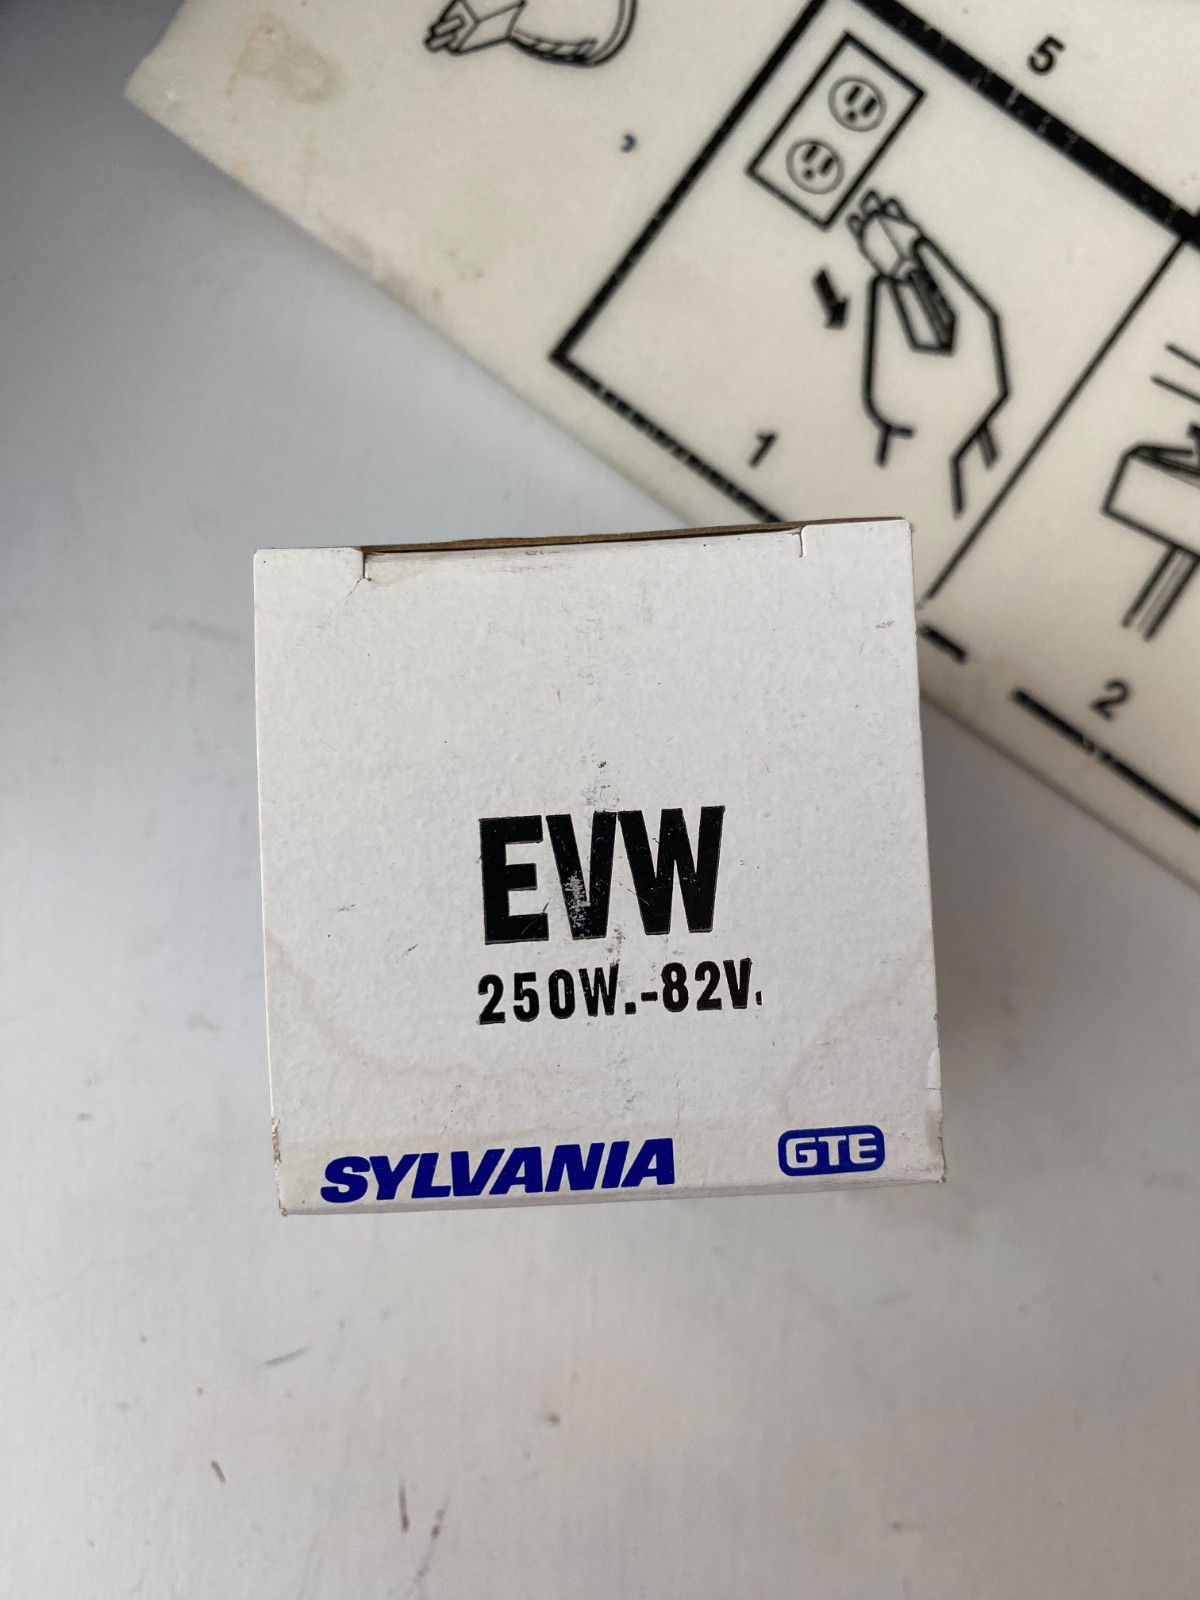 5
1
2
EVW
250W.-82V.
SYLVANIA
GTE